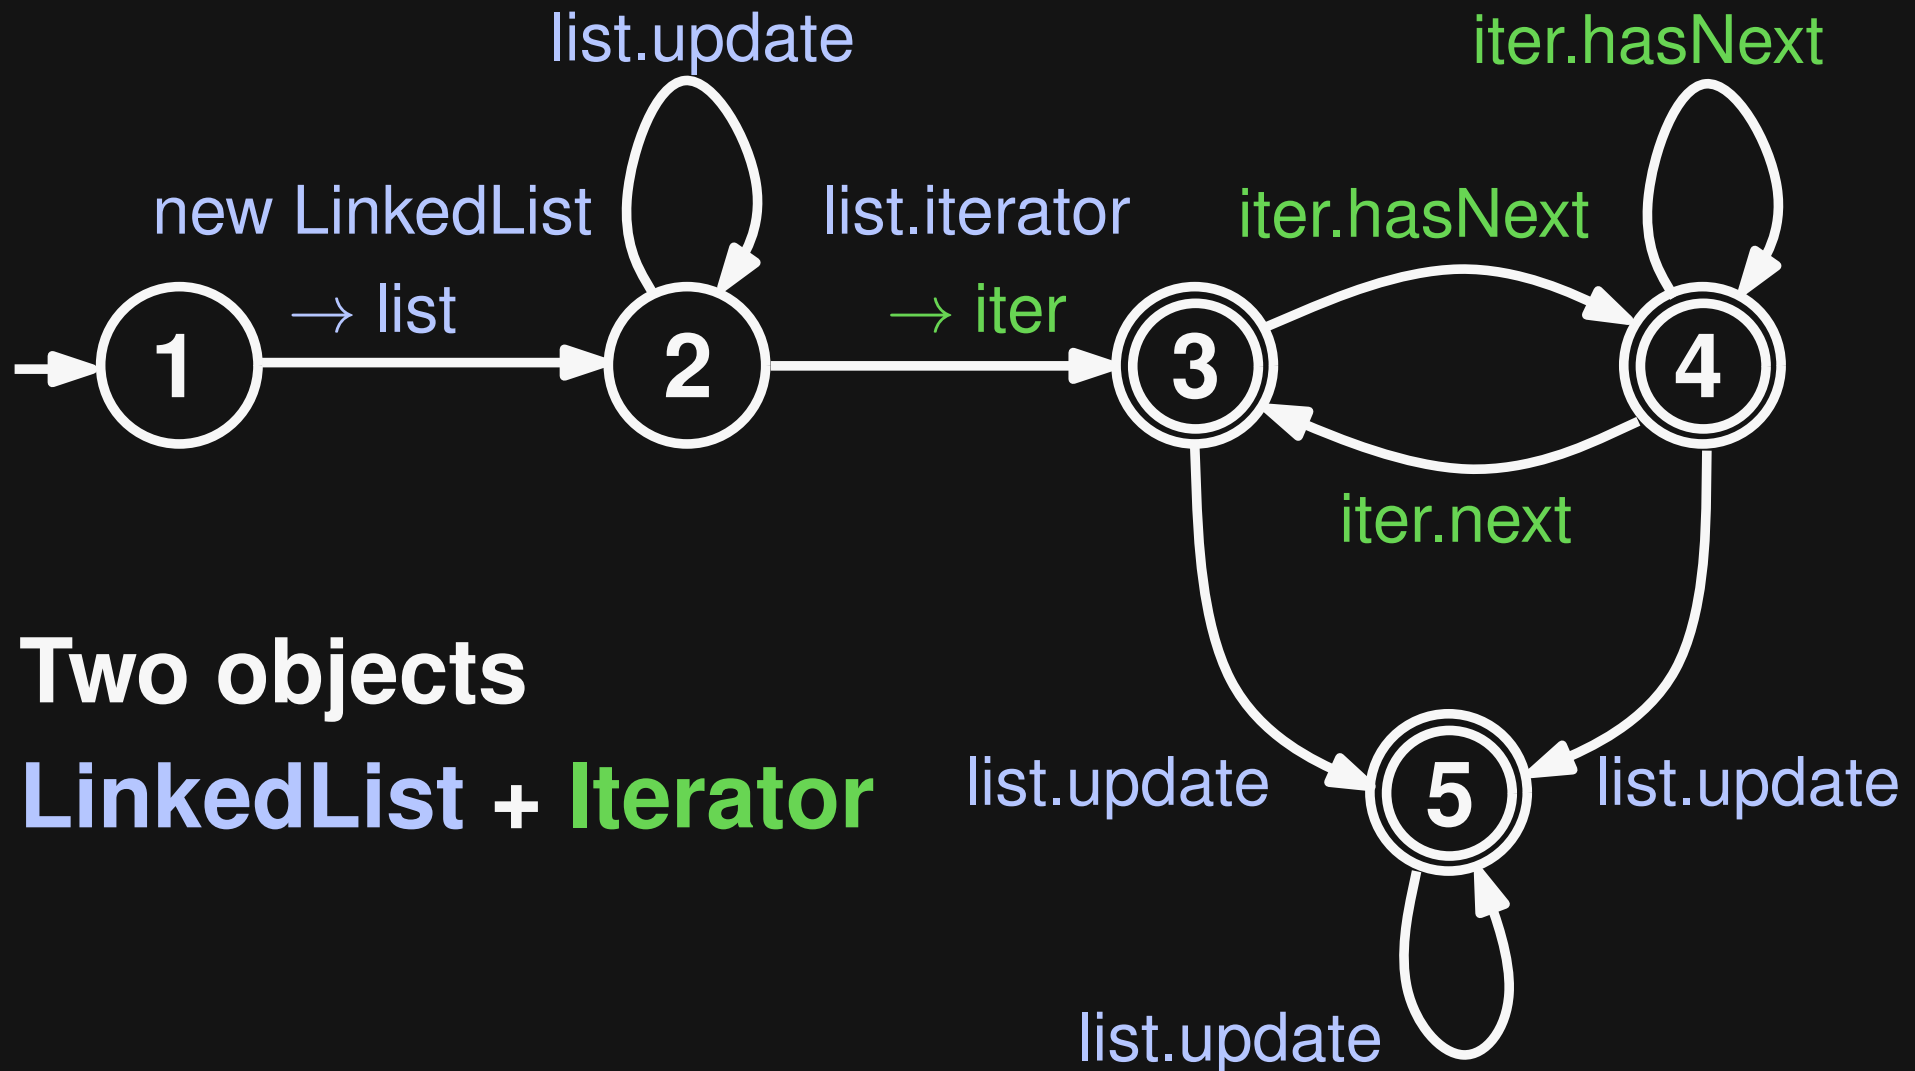 list.update
iter.hasNext
new LinkedList
→ list
list.iterator
→ iter
iter.hasNext
1
2
3
4
iter.next
Two objects
LinkedList + Iterator
list.update
5
list.update
list.update